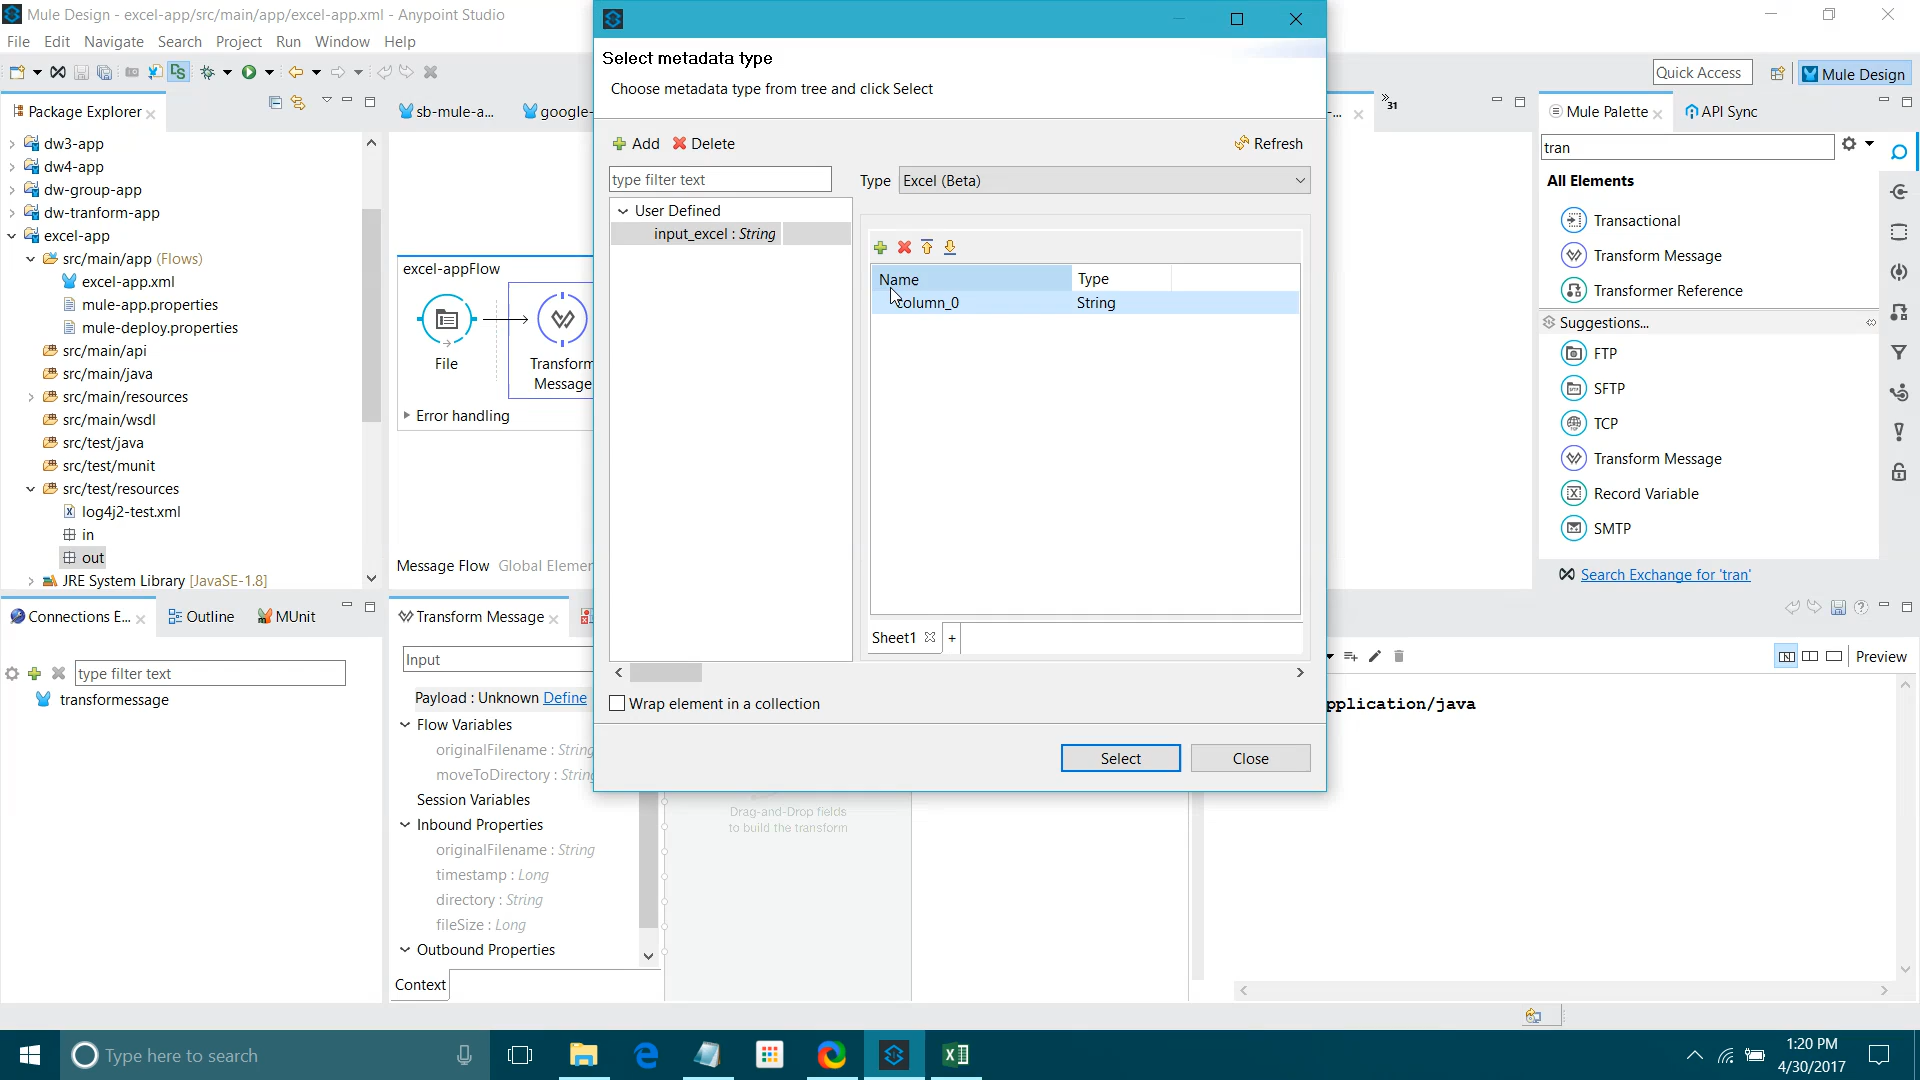 Mule Design - excel-app/src/main/app/excel-app.xml - Anypoint Studio
File Edit Navigate Search Project Run Window Help
Quick Access
Mule Design
Package Explorer
dw3-app
dw4-app
dw-group-app
dw-tranform-app
excel-app
src/main/app (Flows)
excel-app.xml
mule-app.properties
mule-deploy.properties
src/main/api
src/main/java
src/main/resources
src/main/wsdl
src/test/java
src/test/munit
src/test/resources
log4j2-test.xml
in
out
JRE System Library [JavaSE-1.8]
sb-mule-a...
google-
excel-appFlow
File
Transform
Message
Error handling
Message Flow Global Elemen
Select metadata type
Choose metadata type from tree and click Select
Add Delete
Refresh
type filter text
Type Excel (Beta)
User Defined
input_excel : String
Name Type
column_0 String
Sheet1 +
Wrap element in a collection
Select Close
...
31
Mule Palette
API Sync
tran
All Elements
Transactional
Transform Message
Transformer Reference
Suggestions...
FTP
SFTP
TCP
Transform Message
Record Variable
SMTP
Search Exchange for 'tran'
Connections E...
Outline
MUnit
type filter text
transformessage
Transform Message
Input
Payload : Unknown Define
Flow Variables
originalFilename : String
moveToDirectory : String
Session Variables
Inbound Properties
originalFilename : String
timestamp : Long
directory : String
fileSize : Long
Outbound Properties
Context
Drag-and-Drop fields
to build the transform
Preview
pplication/java
Type here to search
1:20 PM
4/30/2017